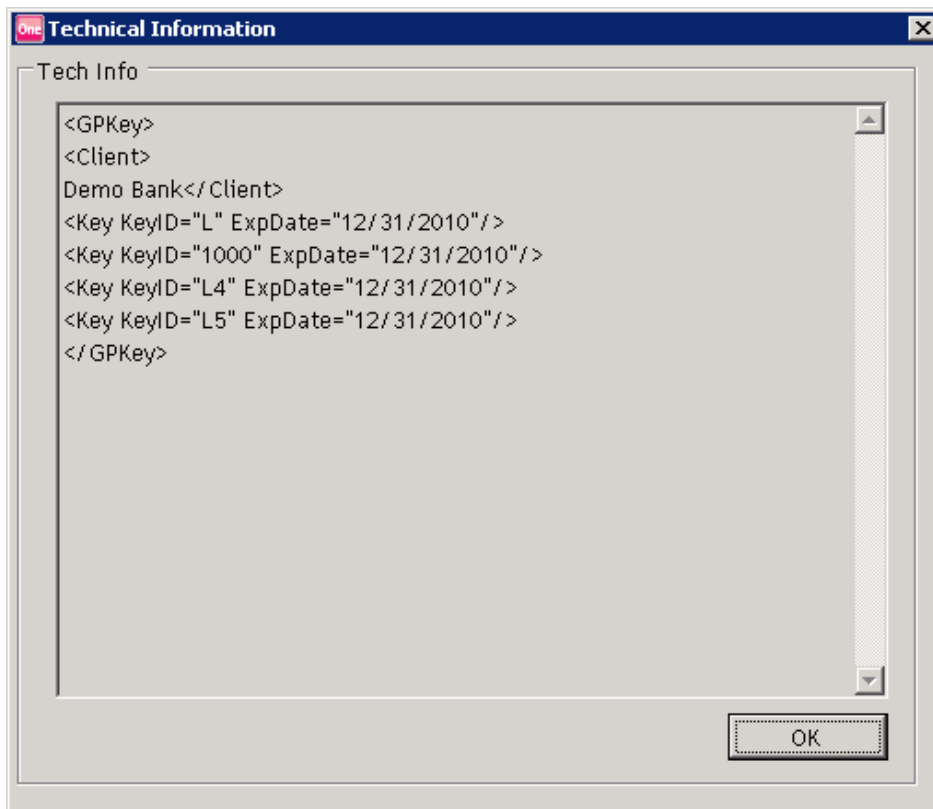 One Technical Information
Tech Info
<GPKey>
<Client>
Demo Bank</Client>
<Key KeyID="L" ExpDate="12/31/2010"/>
<Key KeyID="1000" ExpDate="12/31/2010"/>
<Key KeyID="L4" ExpDate="12/31/2010"/>
<Key KeyID="L5" ExpDate="12/31/2010"/>
</GPKey>
OK